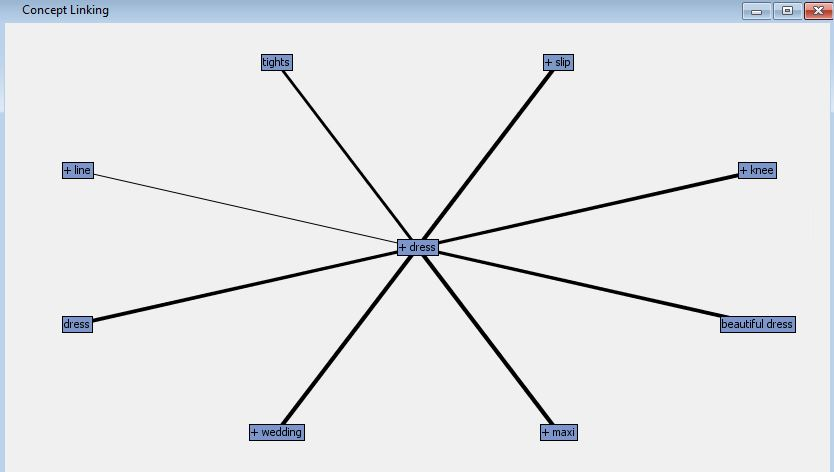 Concept Linking
tights
+ slip
+ line
+ knee
+ dress
dress
beautiful dress
+ wedding
+ maxi